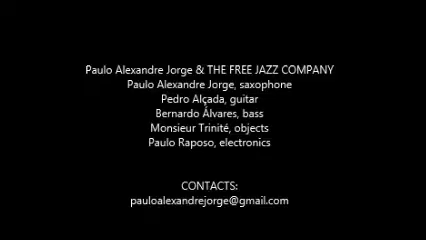 Paulo Alexandre Jorge & THE FREE JAZZ COMPANY
Paulo Alexandre Jorge, saxophone
Pedro Alçada, guitar
Bernardo Álvares, bass
Monsieur Trinité, objects
Paulo Raposo, electronics
CONTACTS:
pauloalexandrejorge@gmail.com